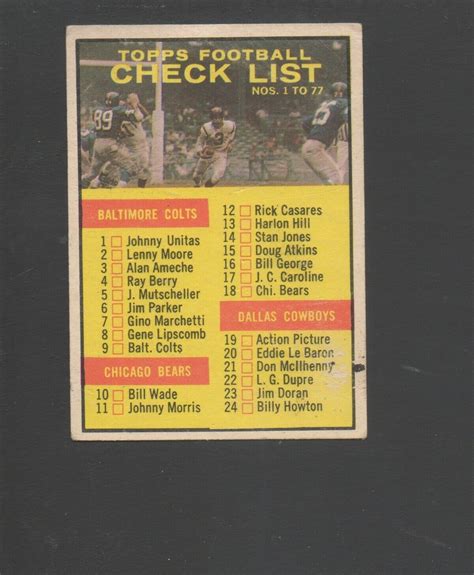 TOPPS FOOTBALL
CHECK LIST
NOS. 1 TO 77
89
3
25
BALTIMORE COLTS
1 Johnny Unitas
2 Lenny Moore
3 Alan Ameche
4 Ray Berry
5 J. Mutscheller
6 Jim Parker
7 Gino Marchetti
8 Gene Lipscomb
9 Balt. Colts
CHICAGO BEARS
10 Bill Wade
11 Johnny Morris
12 Rick Casares
13 Harlon Hill
14 Stan Jones
15 Doug Atkins
16 Bill George
17 J. C. Caroline
18 Chi. Bears
DALLAS COWBOYS
19 Action Picture
20 Eddie Le Baron
21 Don McIlhenny
22 L. G. Dupre
23 Jim Doran
24 Billy Howton